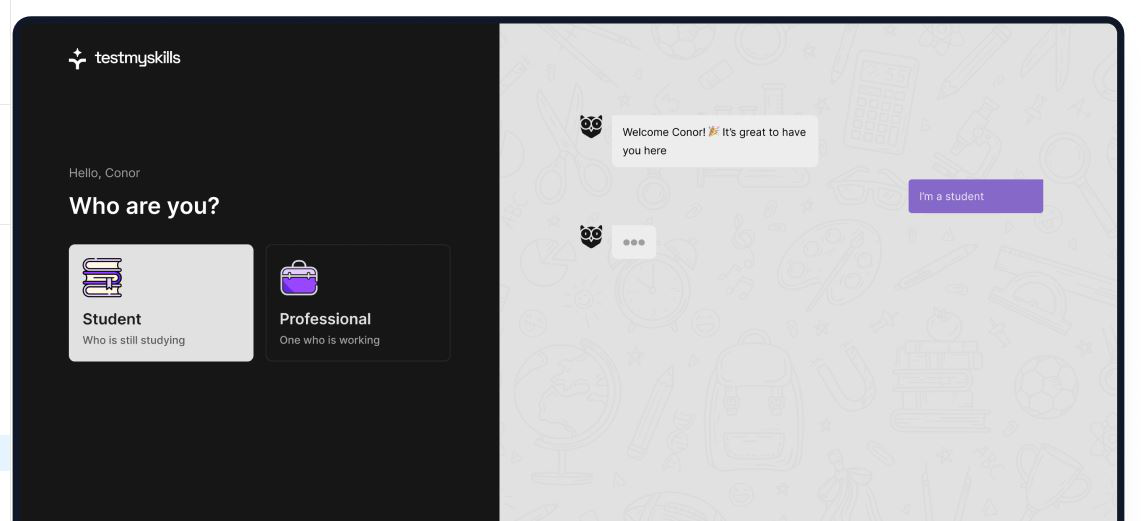 testmyskills
Hello, Conor
Who are you?
Student
Who is still studying
Professional
One who is working
Welcome Conor! 🎉 It's great to have
you here
I'm a student